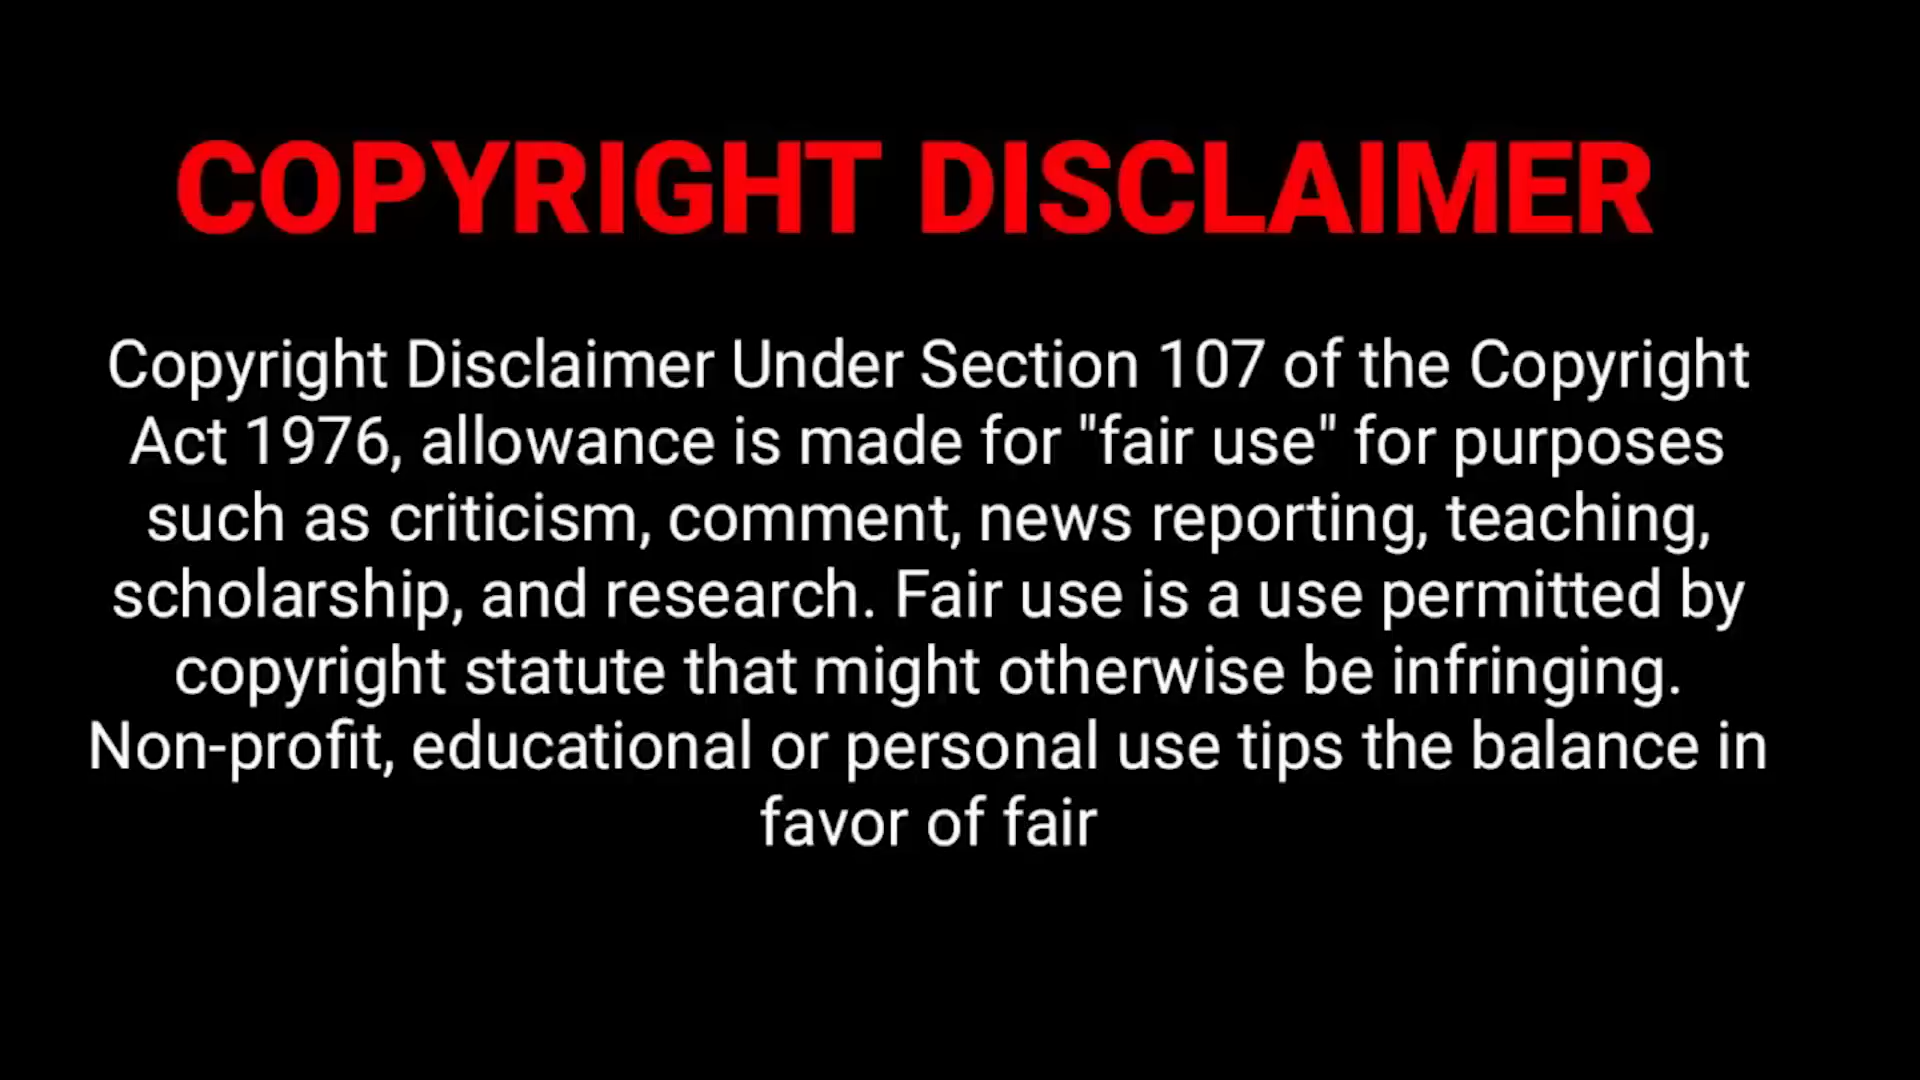 COPYRIGHT DISCLAIMER
Copyright Disclaimer Under Section 107 of the Copyright
Act 1976, allowance is made for "fair use" for purposes
such as criticism, comment, news reporting, teaching,
scholarship, and research. Fair use is a use permitted by
copyright statute that might otherwise be infringing.
Non-profit, educational or personal use tips the balance in
favor of fair